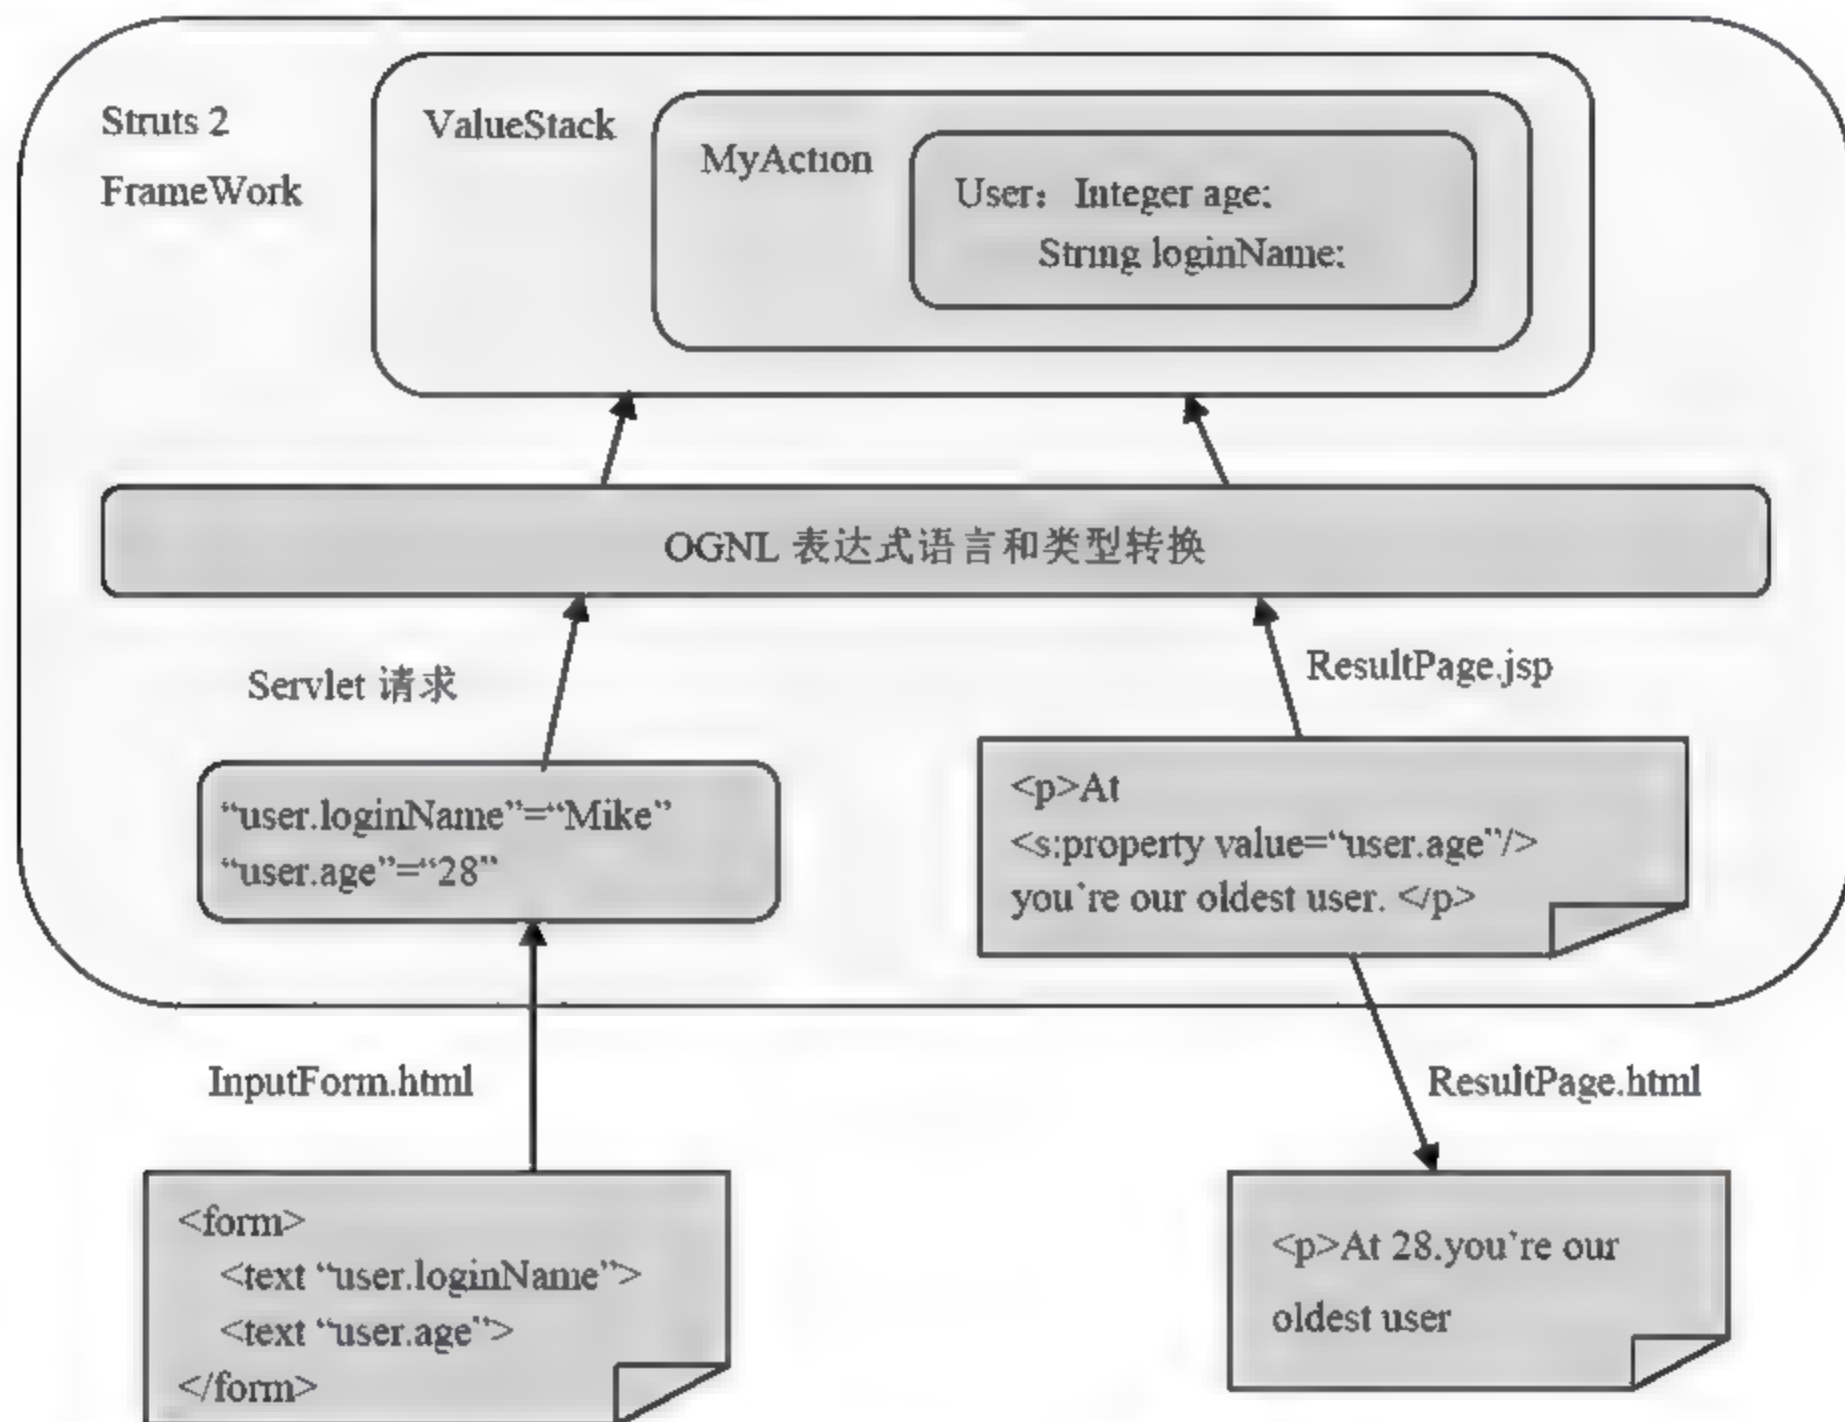 Struts 2
FrameWork
ValueStack
MyAction
User：Integer age;
String loginName;
OGNL 表达式语言和类型转换
Servlet 请求
ResultPage.jsp
“user.loginName”=“Mike”
“user.age”=“28”
<p>At
<s:property value=“user.age”/>
you`re our oldest user. </p>
InputForm.html
ResultPage.html
<form>
<text “user.loginName”>
<text “user.age”>
</form>
<p>At 28.you`re our
oldest user